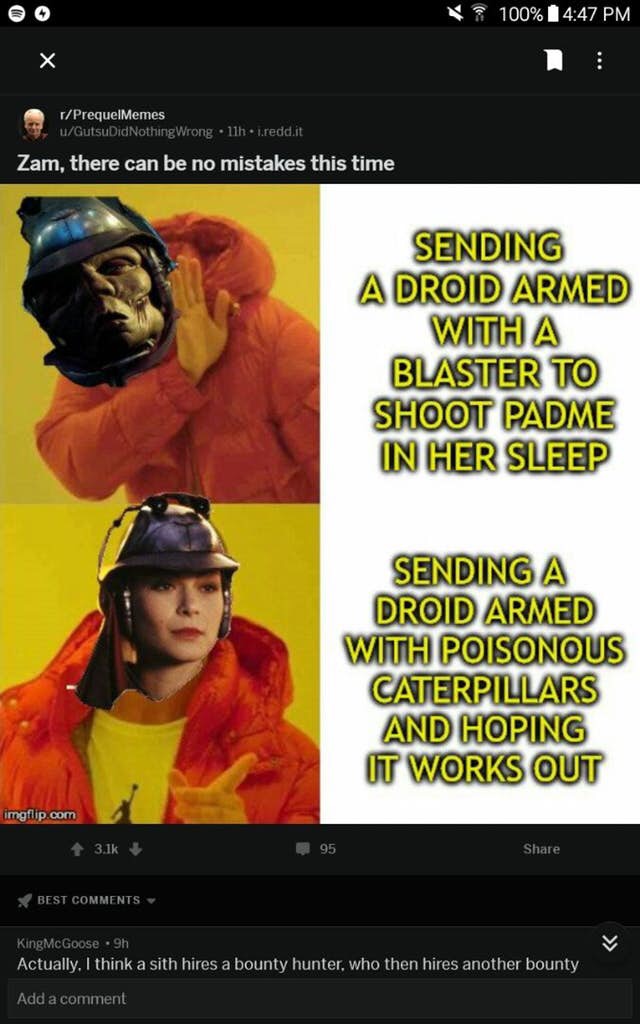 100% 4:47 PM
r/PrequelMemes
u/GutsuDidNothingWrong • 11h • i.redd.it
Zam, there can be no mistakes this time
SENDING
A DROID ARMED
WITH A
BLASTER TO
SHOOT PADME
IN HER SLEEP
SENDING A
DROID ARMED
WITH POISONOUS
CATERPILLARS
AND HOPING
IT WORKS OUT
imgflip.com
3.1k
95
Share
BEST COMMENTS
KingMcGoose • 9h
Actually, I think a sith hires a bounty hunter, who then hires another bounty
Add a comment